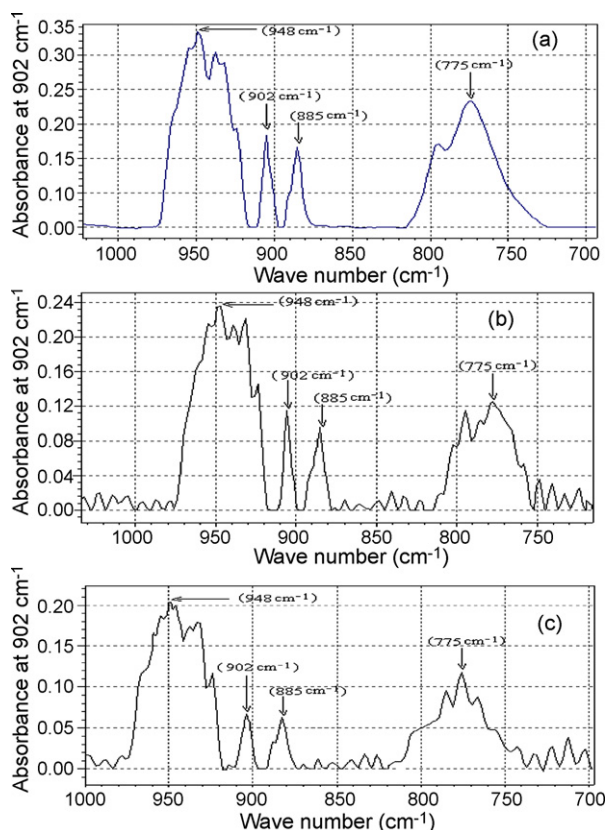 (a)
Absorbance at 902 cm⁻¹
0.35
0.30
0.25
0.20
0.15
0.10
0.00
(948 cm⁻¹)
(902 cm⁻¹)
(885 cm⁻¹)
(775 cm⁻¹)
1000 950 900 850 800 750 700
Wave number (cm⁻¹)
(b)
Absorbance at 902 cm⁻¹
0.24
0.20
0.16
0.12
0.08
0.04
0.00
(948 cm⁻¹)
(902 cm⁻¹)
(885 cm⁻¹)
(775 cm⁻¹)
1000 950 900 850 800 750
Wave number (cm⁻¹)
(c)
Absorbance at 902 cm⁻¹
0.20
0.15
0.10
0.05
0.00
(948 cm⁻¹)
(902 cm⁻¹)
(885 cm⁻¹)
(775 cm⁻¹)
1000 950 900 850 800 750 700
Wave number (cm⁻¹)